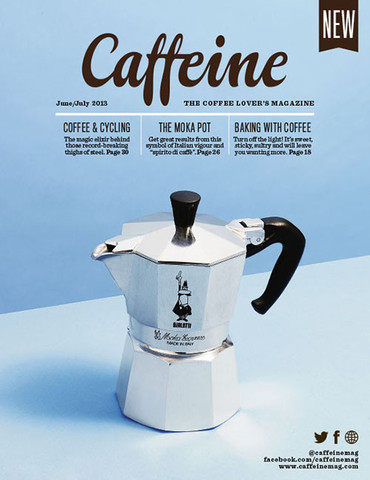 NEW
Caffeine
June/July 2013
THE COFFEE LOVER'S MAGAZINE
COFFEE & CYCLING
The magic elixir behind
those record-breaking
thighs of steel. Page 30
THE MOKA POT
Get great results from this
symbol of Italian vigour and
"spirito di caffè". Page 26
BAKING WITH COFFEE
Turn off the light! It's sweet,
sticky, sultry and will leave
you wanting more. Page 18
BIALETTI
Moka Express
MADE IN ITALY
@caffeinemag
facebook.com/caffeinemag
www.caffeinemag.com